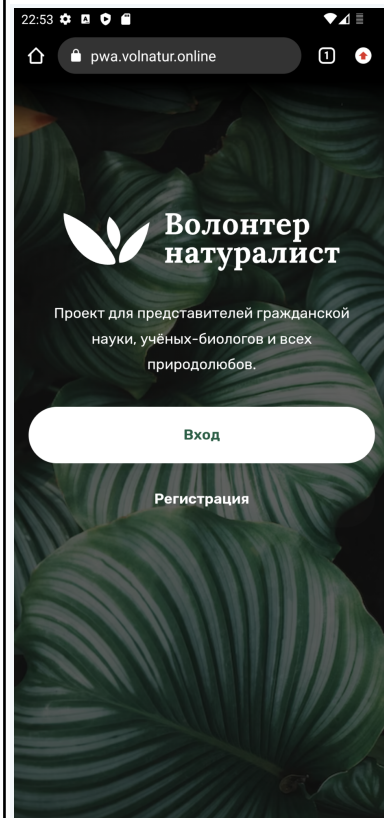 22:53
pwa.volnatur.online
1
Волонтер
натуралист
Проект для представителей гражданской
науки, учёных-биологов и всех
природолюбов.
Вход
Регистрация